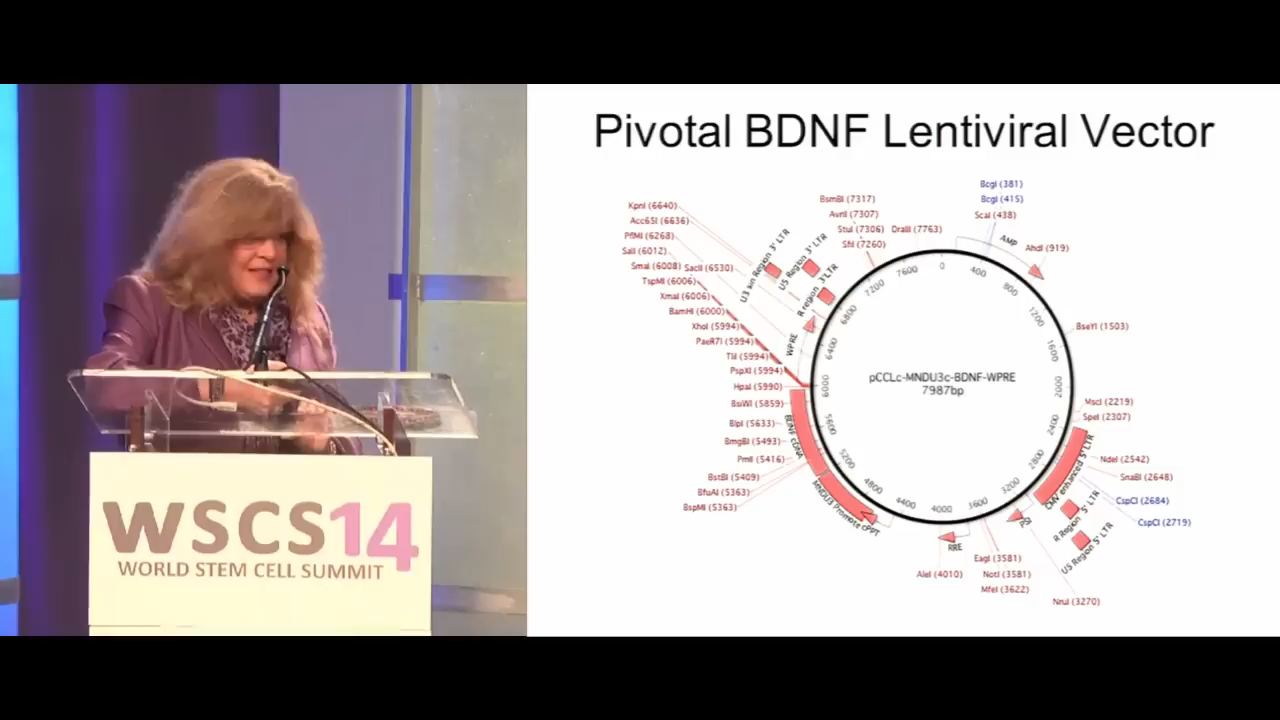 WSCS14
WORLD STEM CELL SUMMIT
Pivotal BDNF Lentiviral Vector
BcgI (381)
BcgI (415)
ScaI (438)
AMP
AhdI (919)
BseYI (1503)
MscI (2219)
SpeI (2307)
NdeI (2542)
SnaBI (2648)
CspCI (2684)
CspCI (2719)
CMV enhanced 5' LTR
R Region 5' LTR
U5 Region 5' LTR
NruI (3270)
EagI (3581)
NotI (3581)
MfeI (3622)
RRE
AleI (4010)
cPPT
MNDU3 Promote
BDNF cDNA
BspMI (5363)
BfuAI (5363)
BstBI (5409)
PmlI (5416)
BmgBI (5493)
BlpI (5633)
BsiWI (5859)
HpaI (5990)
PspXI (5994)
TliI (5994)
PaeR7I (5994)
XhoI (5994)
BamHI (6000)
XmaI (6006)
TspMI (6006)
SmaI (6008)
SalI (6012)
PflMI (6268)
Acc65I (6636)
KpnI (6640)
SacII (6530)
WPRE
U3 sin Region 3' LTR
U5 Region 3' LTR
R region 3'LTR
SfiI (7260)
StuI (7306)
AvrII (7307)
BsmBI (7317)
DraIII (7763)
0
400
800
1200
1600
2000
2400
2800
3200
3600
4000
4400
4800
5200
5600
6000
6400
6800
7200
7600
pCCLc-MNDU3c-BDNF-WPRE
7987bp